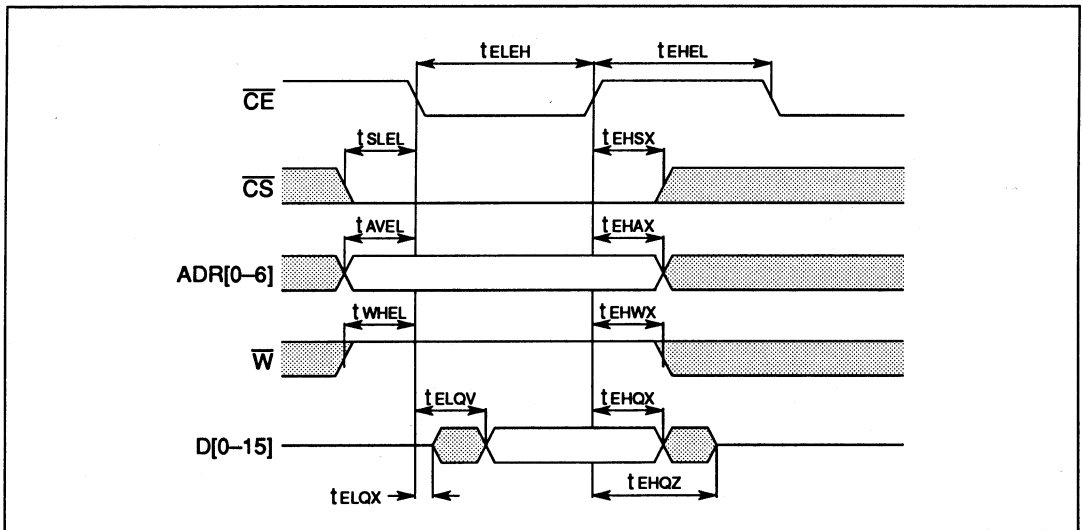 tELEH tEHEL
CE
tSLEL tEHSX
CS
tAVEL tEHAX
ADR[0–6]
tWHEL tEHWX
W
tELQV tEHQX
D[0–15]
tELQX tEHQZ